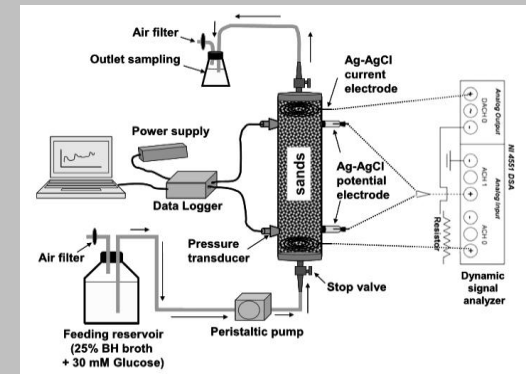 Air filter
Outlet sampling
Ag-AgCl
current
electrode
Power supply
Data Logger
sands
Ag-AgCl
potential
electrode
Analog Output
DACH 0
NI 4551 DSA
Analog Input
ACH 1
ACH 0
Resistor
Air filter
Pressure
transducer
Stop valve
Dynamic
signal
analyzer
Feeding reservoir
(25% BH broth
+ 30 mM Glucose)
Peristaltic pump